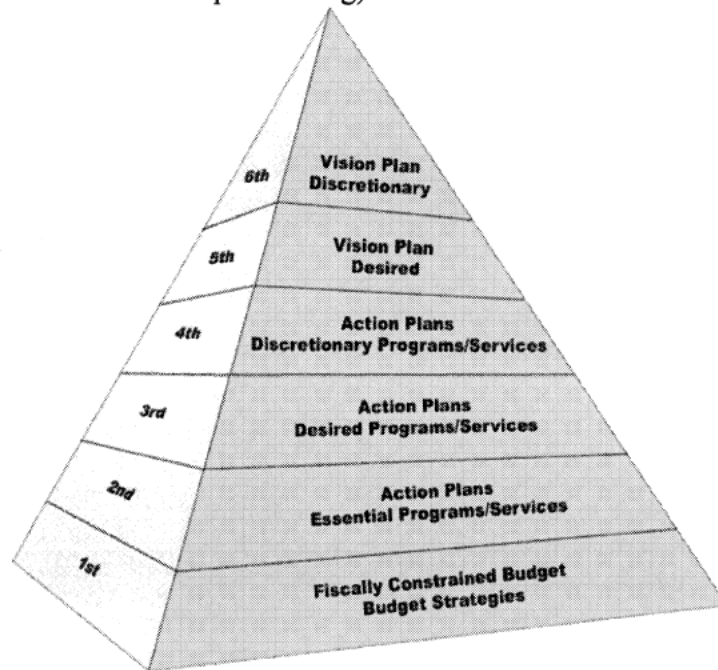 6th
Vision Plan
Discretionary
5th
Vision Plan
Desired
4th
Action Plans
Discretionary Programs/Services
3rd
Action Plans
Desired Programs/Services
2nd
Action Plans
Essential Programs/Services
1st
Fiscally Constrained Budget
Budget Strategies